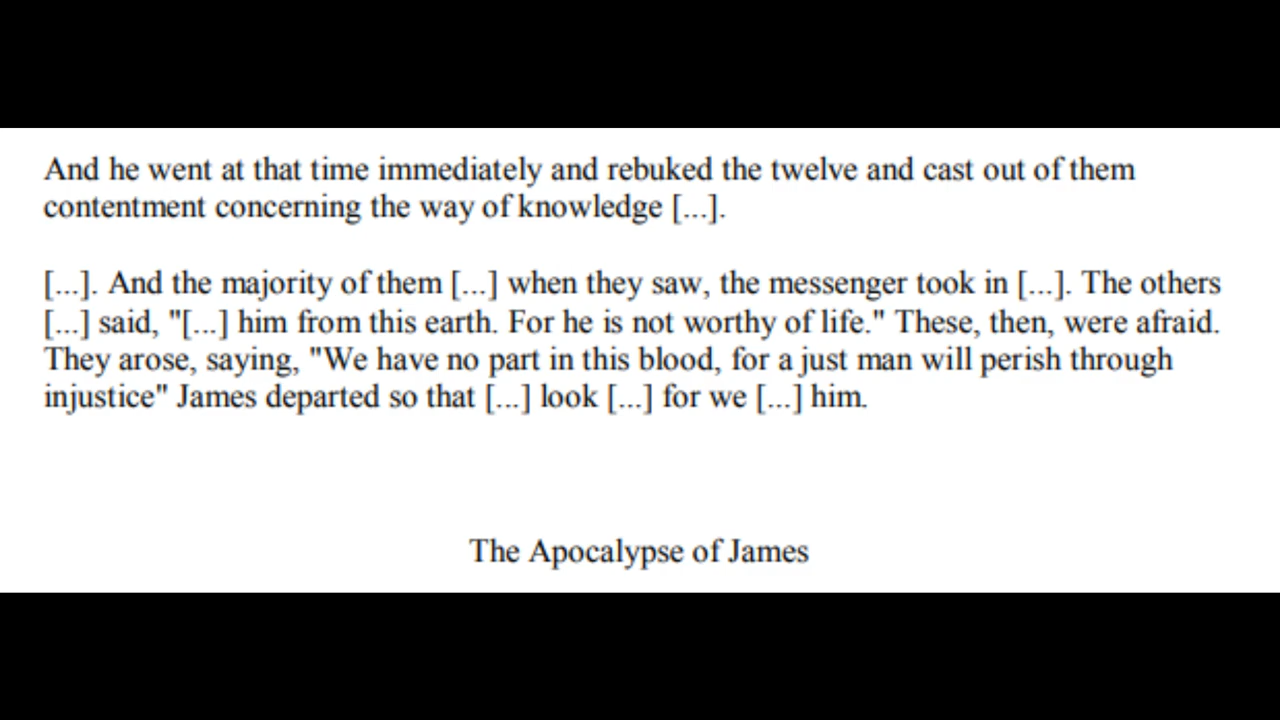 And he went at that time immediately and rebuked the twelve and cast out of them
contentment concerning the way of knowledge [...].
[...]. And the majority of them [...] when they saw, the messenger took in [...]. The others
[...] said, "[...] him from this earth. For he is not worthy of life." These, then, were afraid.
They arose, saying, "We have no part in this blood, for a just man will perish through
injustice" James departed so that [...] look [...] for we [...] him.
The Apocalypse of James